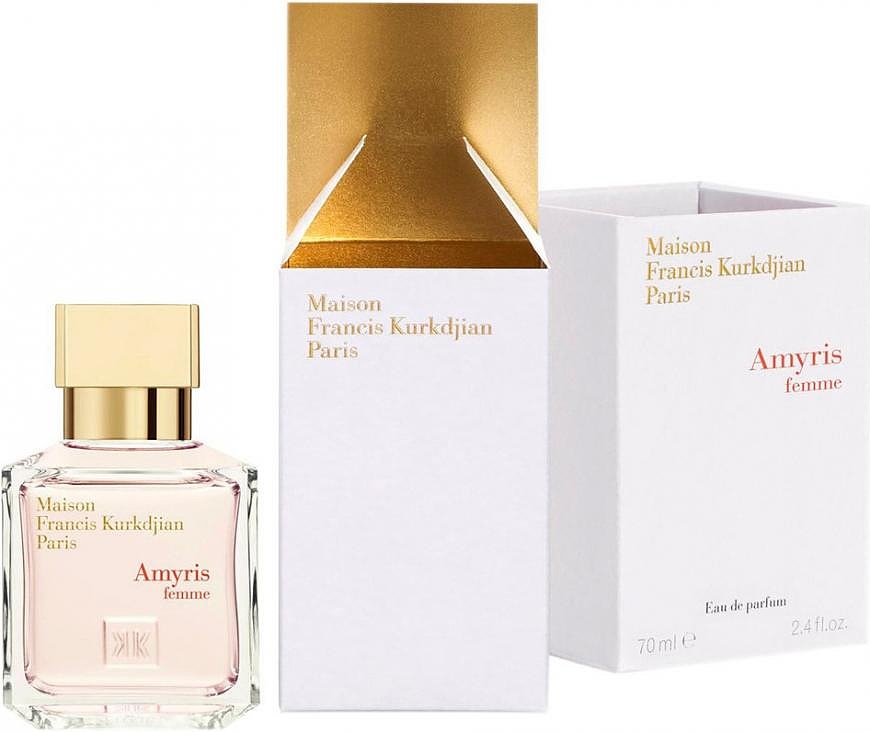 Maison
Francis Kurkdjian
Paris
Amyris
femme
Maison
Francis Kurkdjian
Paris
Maison
Francis Kurkdjian
Paris
Amyris
femme
Eau de parfum
70 ml ℮
2.4 fl.oz.